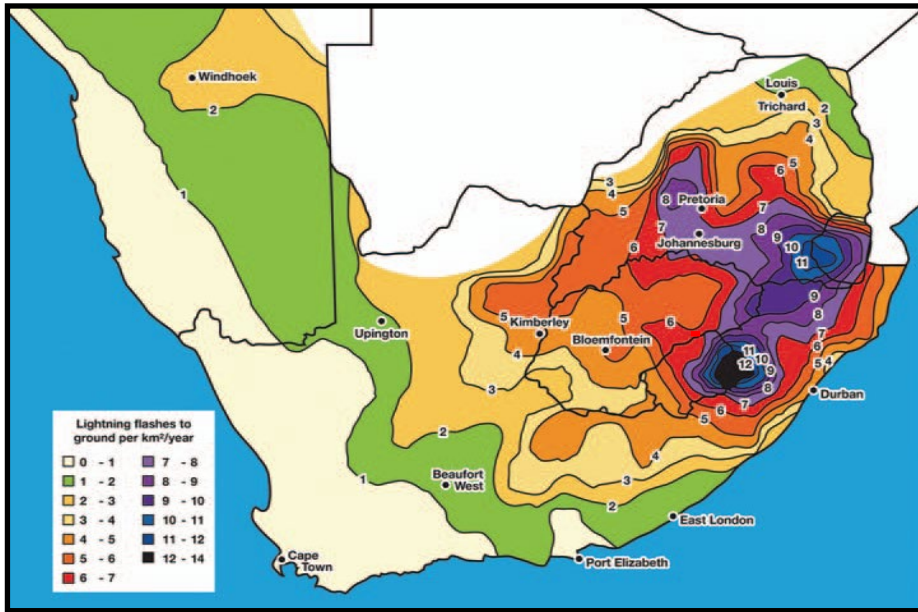 Windhoek
2
1
Louis
Trichard
2
3
4
5
6
7
3
4
5
6
7
8
Pretoria
Johannesburg
8
9
10
11
9
8
7
6
5
4
Upington
5
Kimberley
4
5
Bloemfontein
6
3
11
12
10
9
8
7
6
5
Durban
4
3
2
2
1
Beaufort
West
East London
Port Elizabeth
Cape
Town
Lightning flashes to
ground per km²/year
0 - 1
1 - 2
2 - 3
3 - 4
4 - 5
5 - 6
6 - 7
7 - 8
8 - 9
9 - 10
10 - 11
11 - 12
12 - 14